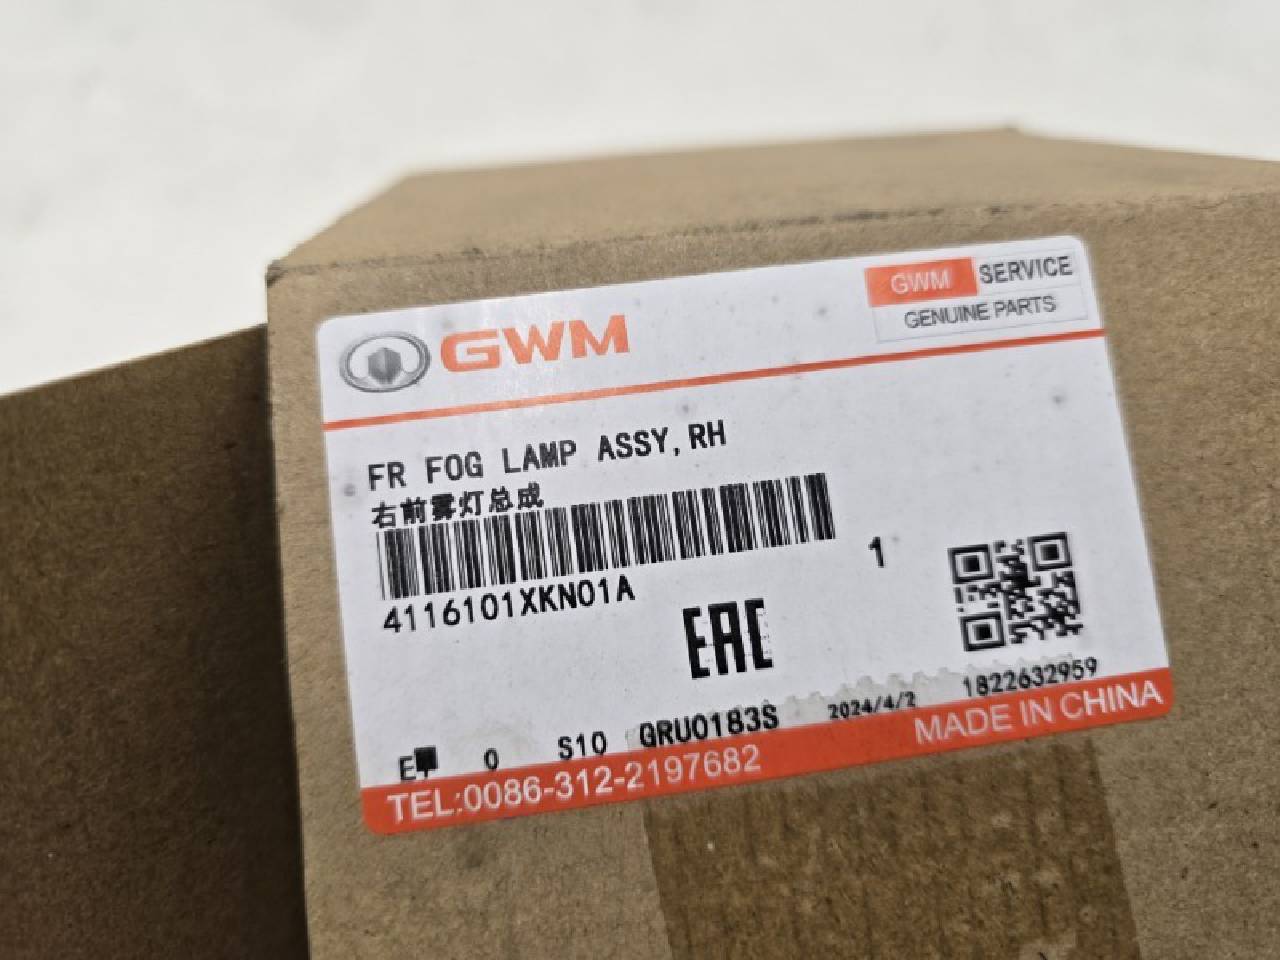 GWM
GWM SERVICE
GENUINE PARTS
FR FOG LAMP ASSY,RH
右前雾灯总成
4116101XKN01A
1
EAC
1822632959
0 S10 GRU0183S 2024/4/2
TEL:0086-312-2197682
MADE IN CHINA